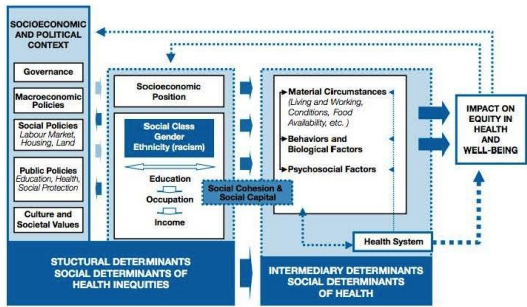 SOCIOECONOMIC
AND POLITICAL
CONTEXT
Governance
Macroeconomic
Policies
Social Policies
Labour Market,
Housing, Land
Public Policies
Education, Health,
Social Protection
Culture and
Societal Values
Socioeconomic
Position
Social Class
Gender
Ethnicity (racism)
Education
Occupation
Income
Social Cohesion &
Social Capital
Material Circumstances
(Living and Working,
Conditions, Food
Availability, etc. )
Behaviors and
Biological Factors
Psychosocial Factors
Health System
IMPACT ON
EQUITY IN
HEALTH
AND
WELL-BEING
STUCTURAL DETERMINANTS
SOCIAL DETERMINANTS OF
HEALTH INEQUITIES
INTERMEDIARY DETERMINANTS
SOCIAL DETERMINANTS
OF HEALTH